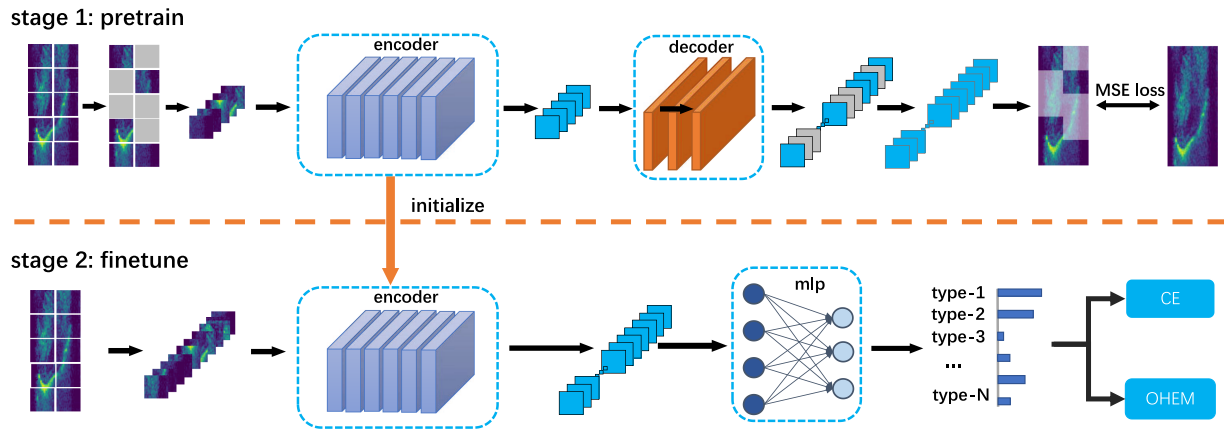 stage 1: pretrain
encoder
decoder
MSE loss
initialize
stage 2: finetune
encoder
mlp
type-1
type-2
type-3
...
type-N
CE
OHEM